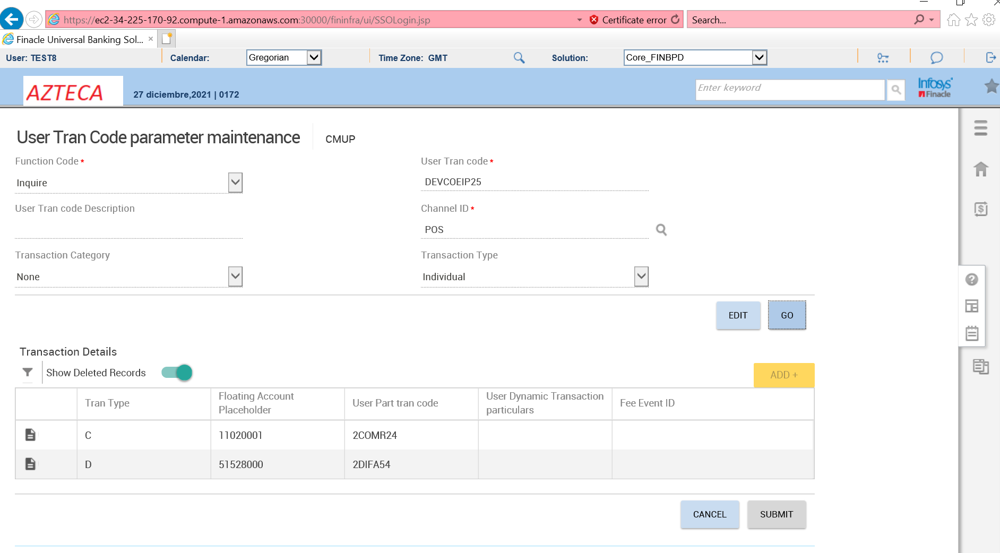 https://ec2-34-225-170-92.compute-1.amazonaws.com:30000/fininfra/ui/SSOLogin.jsp
Certificate error
Search...
Finacle Universal Banking Sol... ×
User: TEST8
Calendar:
Gregorian
Time Zone: GMT
Solution:
Core_FINBPD
AZTECA
27 diciembre,2021 | 0172
Enter keyword
Infosys
Finacle
User Tran Code parameter maintenance
CMUP
Function Code *
User Tran code *
Inquire
DEVCOEIP25
User Tran code Description
Channel ID *
POS
Transaction Category
Transaction Type
None
Individual
EDIT
GO
Transaction Details
Show Deleted Records
ADD +
Tran Type
Floating Account
Placeholder
User Part tran code
User Dynamic Transaction
particulars
Fee Event ID
C 11020001 2COMR24
D 51528000 2DIFA54
CANCEL
SUBMIT